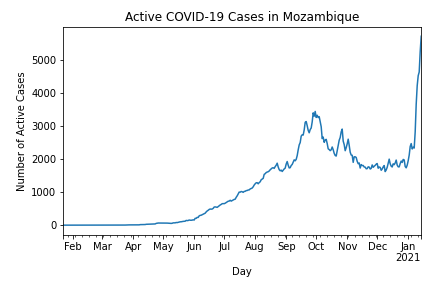 Active COVID-19 Cases in Mozambique
Number of Active Cases
5000
4000
3000
2000
1000
0
Feb Mar Apr May Jun Jul Aug Sep Oct Nov Dec Jan
2021
Day